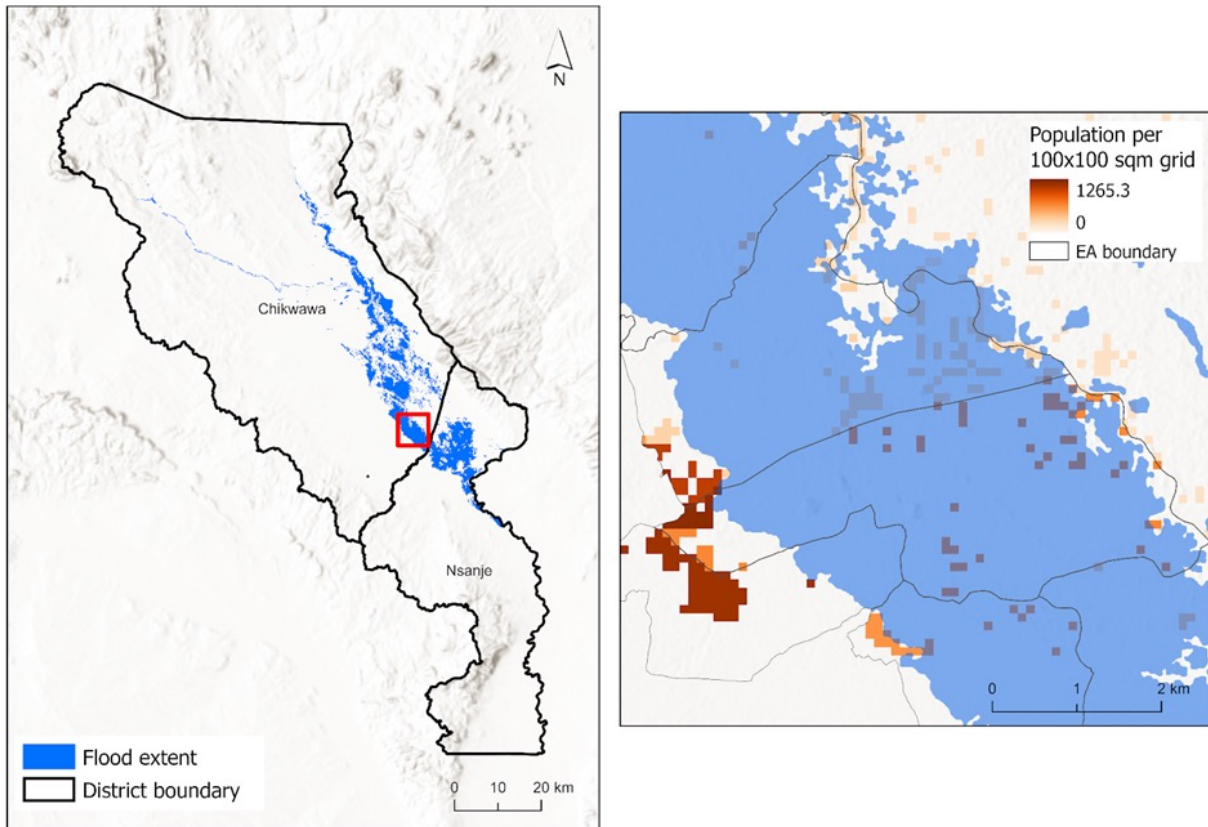 N
Chikwawa
Nsanje
Flood extent
District boundary
0 10 20 km
Population per
100x100 sqm grid
1265.3
0
EA boundary
0 1 2 km